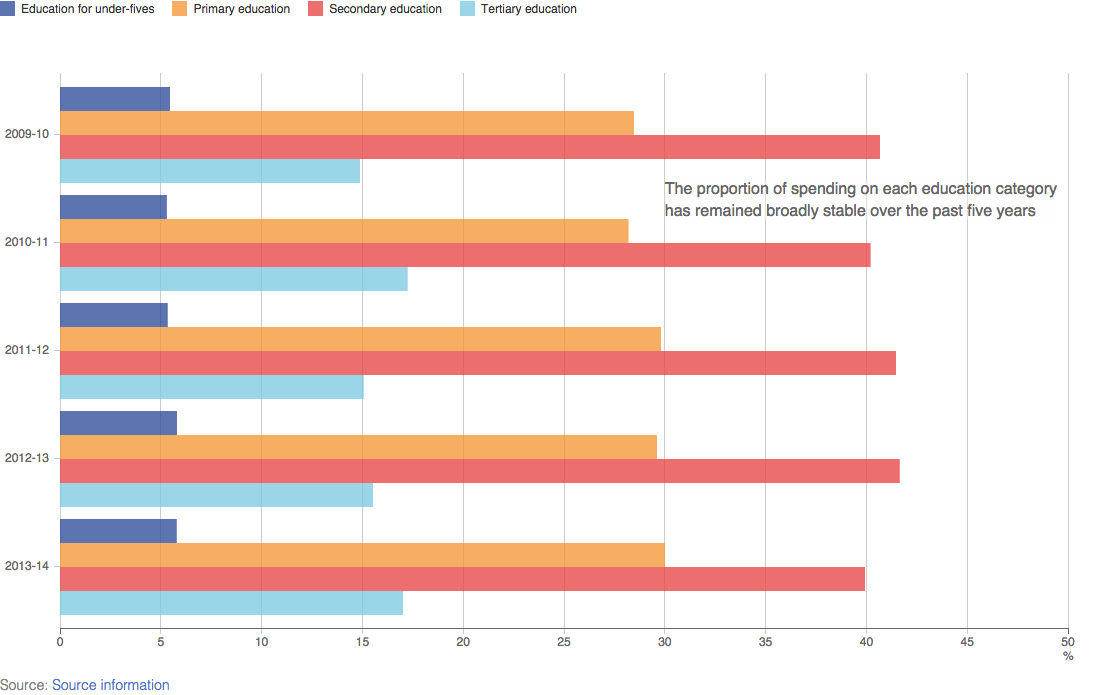 Education for under-fives Primary education Secondary education Tertiary education
2009-10
The proportion of spending on each education category
has remained broadly stable over the past five years
2010-11
2011-12
2012-13
2013-14
0 5 10 15 20 25 30 35 40 45 50
%
Source: Source information